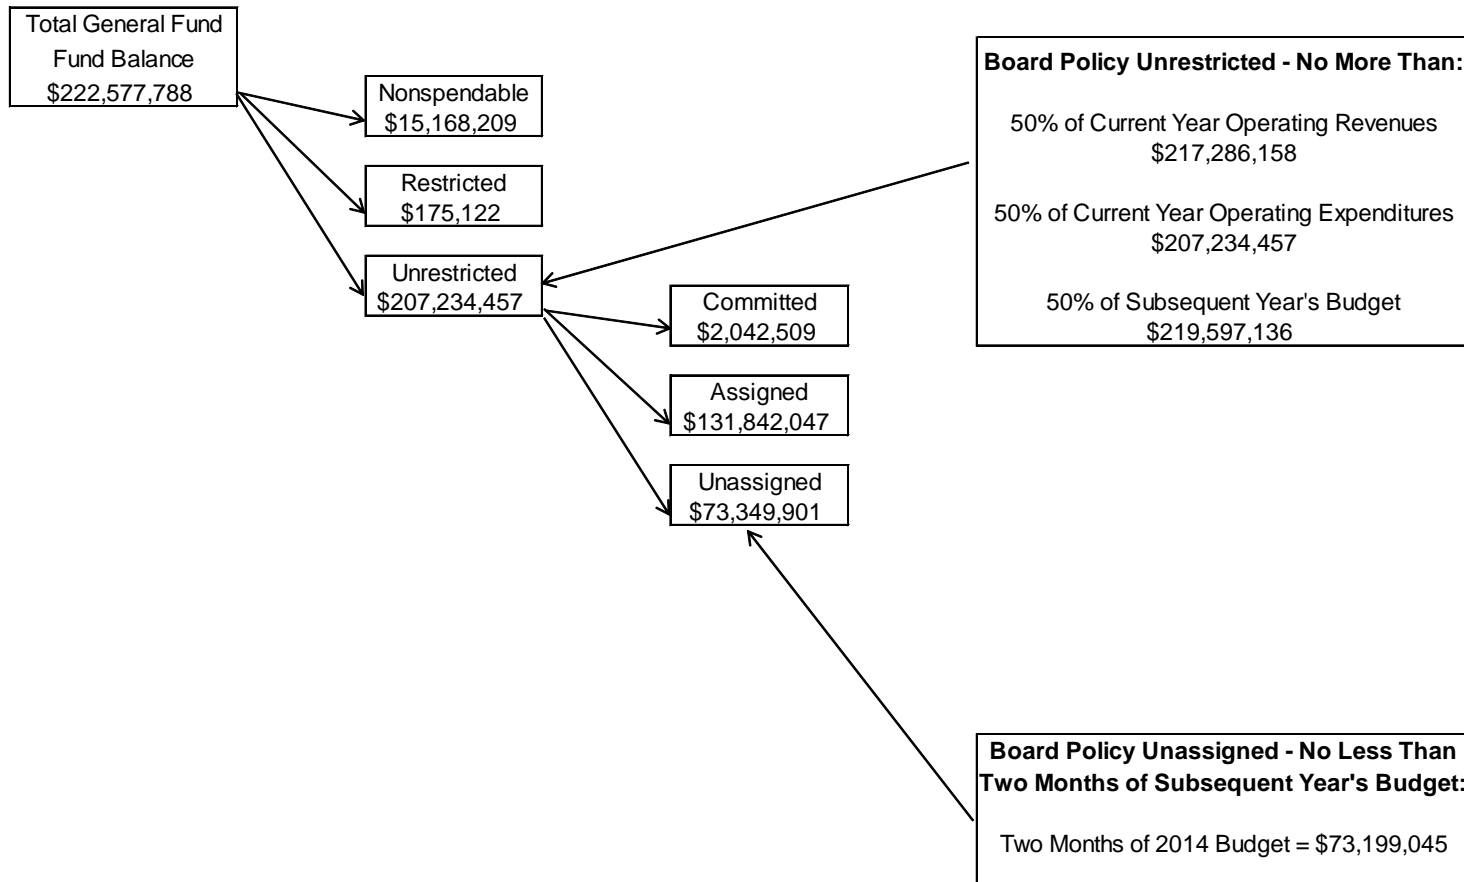 Total General Fund
Fund Balance
$222,577,788
Nonspendable
$15,168,209
Restricted
$175,122
Unrestricted
$207,234,457
Committed
$2,042,509
Assigned
$131,842,047
Unassigned
$73,349,901
Board Policy Unrestricted - No More Than:
50% of Current Year Operating Revenues
$217,286,158
50% of Current Year Operating Expenditures
$207,234,457
50% of Subsequent Year's Budget
$219,597,136
Board Policy Unassigned - No Less Than
Two Months of Subsequent Year's Budget:
Two Months of 2014 Budget = $73,199,045